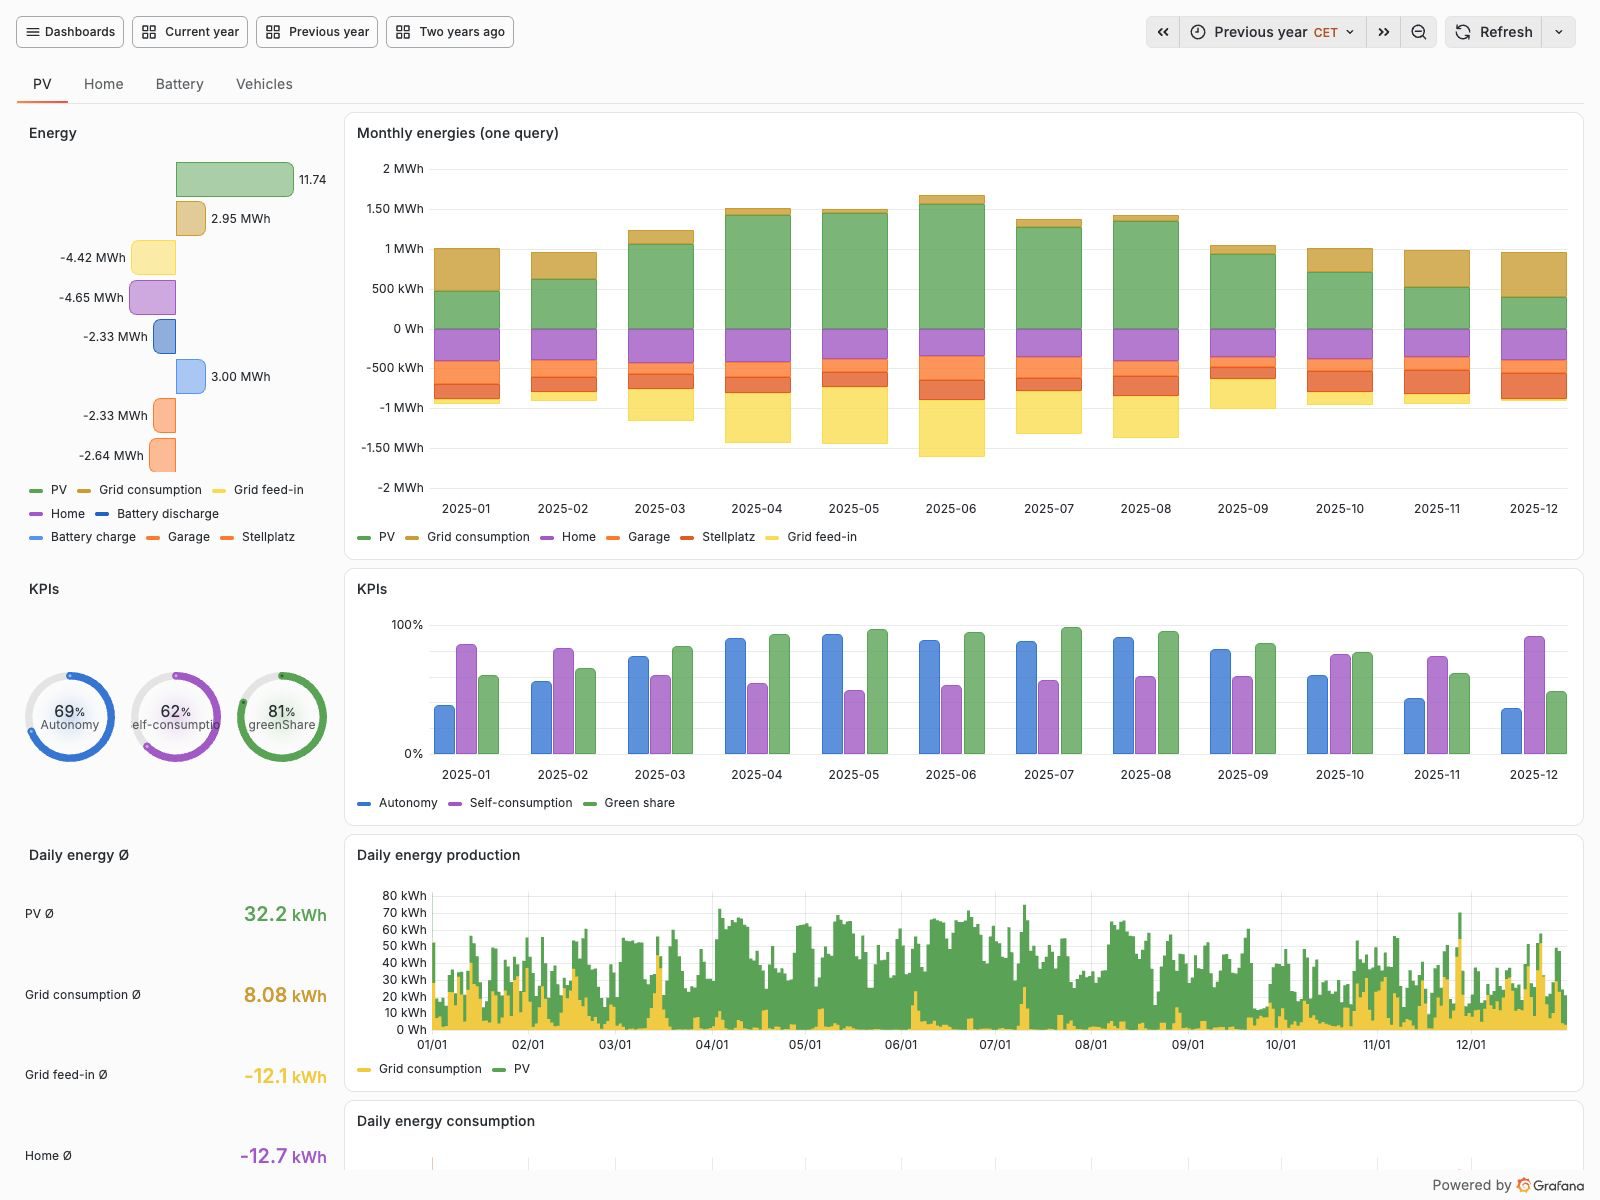 Dashboards Current year Previous year Two years ago Previous year CET Refresh
PV Home Battery Vehicles
Energy
11.74
2.95 MWh
-4.42 MWh
-4.65 MWh
-2.33 MWh
3.00 MWh
-2.33 MWh
-2.64 MWh
PV Grid consumption Grid feed-in
Home Battery discharge
Battery charge Garage Stellplatz
Monthly energies (one query)
2 MWh
1.50 MWh
1 MWh
500 kWh
0 Wh
-500 kWh
-1 MWh
-1.50 MWh
-2 MWh
2025-01 2025-02 2025-03 2025-04 2025-05 2025-06 2025-07 2025-08 2025-09 2025-10 2025-11 2025-12
PV Grid consumption Home Garage Stellplatz Grid feed-in
KPIs
69% 62% 81%
Autonomy elf-consumptio greenShare
KPIs
100%
0%
2025-01 2025-02 2025-03 2025-04 2025-05 2025-06 2025-07 2025-08 2025-09 2025-10 2025-11 2025-12
Autonomy Self-consumption Green share
Daily energy Ø
PV Ø 32.2 kWh
Grid consumption Ø 8.08 kWh
Grid feed-in Ø -12.1 kWh
Home Ø -12.7 kWh
Daily energy production
80 kWh
70 kWh
60 kWh
50 kWh
40 kWh
30 kWh
20 kWh
10 kWh
0 Wh
01/01 02/01 03/01 04/01 05/01 06/01 07/01 08/01 09/01 10/01 11/01 12/01
Grid consumption PV
Daily energy consumption
Powered by Grafana